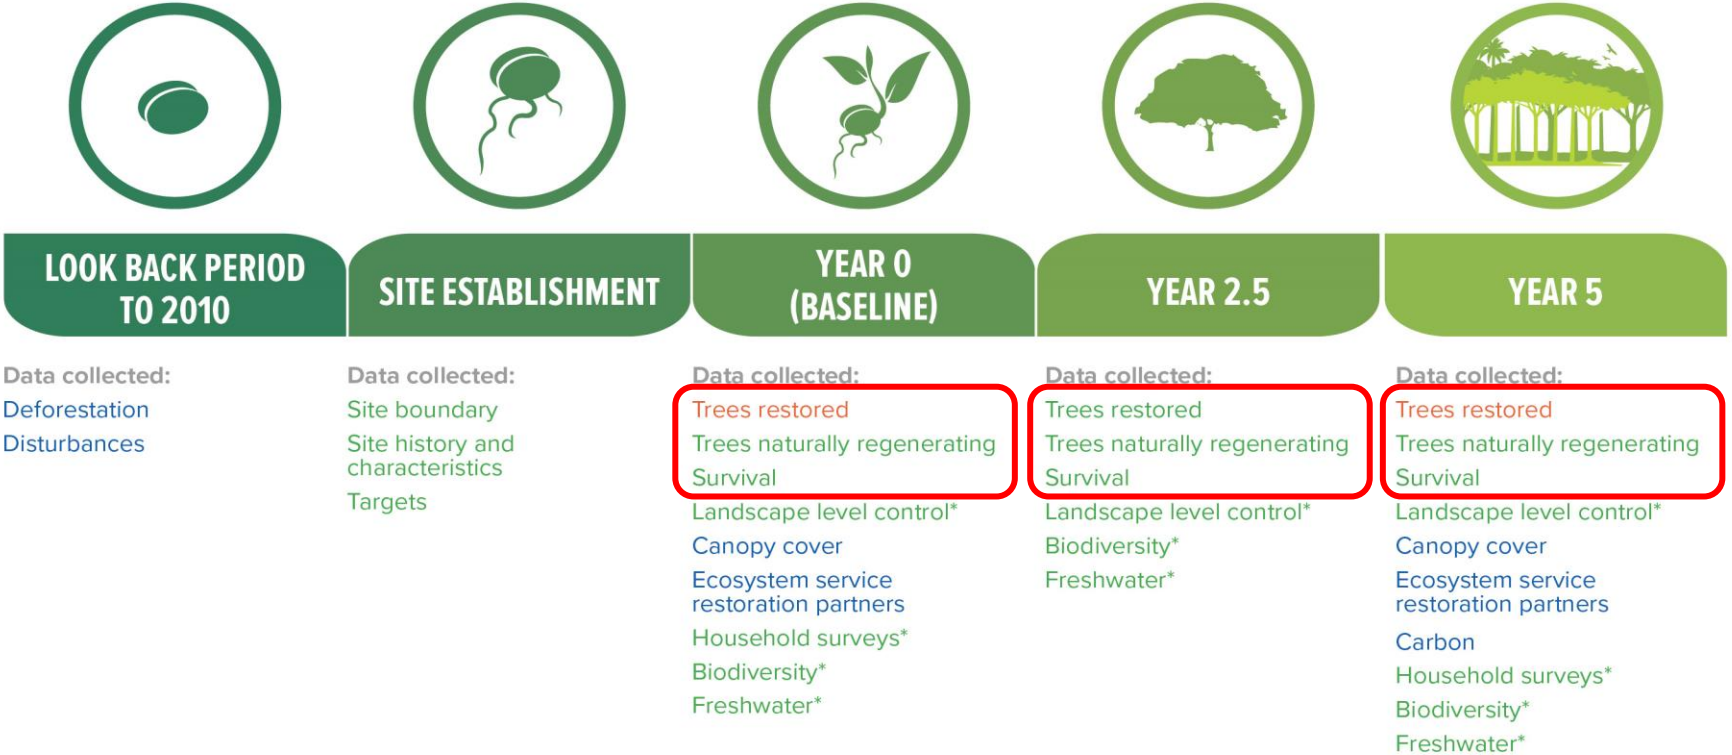 LOOK BACK PERIOD
TO 2010
SITE ESTABLISHMENT
YEAR 0
(BASELINE)
YEAR 2.5
YEAR 5
Data collected:
Deforestation
Disturbances
Data collected:
Site boundary
Site history and
characteristics
Targets
Data collected:
Trees restored
Trees naturally regenerating
Survival
Landscape level control*
Canopy cover
Ecosystem service
restoration partners
Household surveys*
Biodiversity*
Freshwater*
Data collected:
Trees restored
Trees naturally regenerating
Survival
Landscape level control*
Biodiversity*
Freshwater*
Data collected:
Trees restored
Trees naturally regenerating
Survival
Landscape level control*
Canopy cover
Ecosystem service
restoration partners
Carbon
Household surveys*
Biodiversity*
Freshwater*